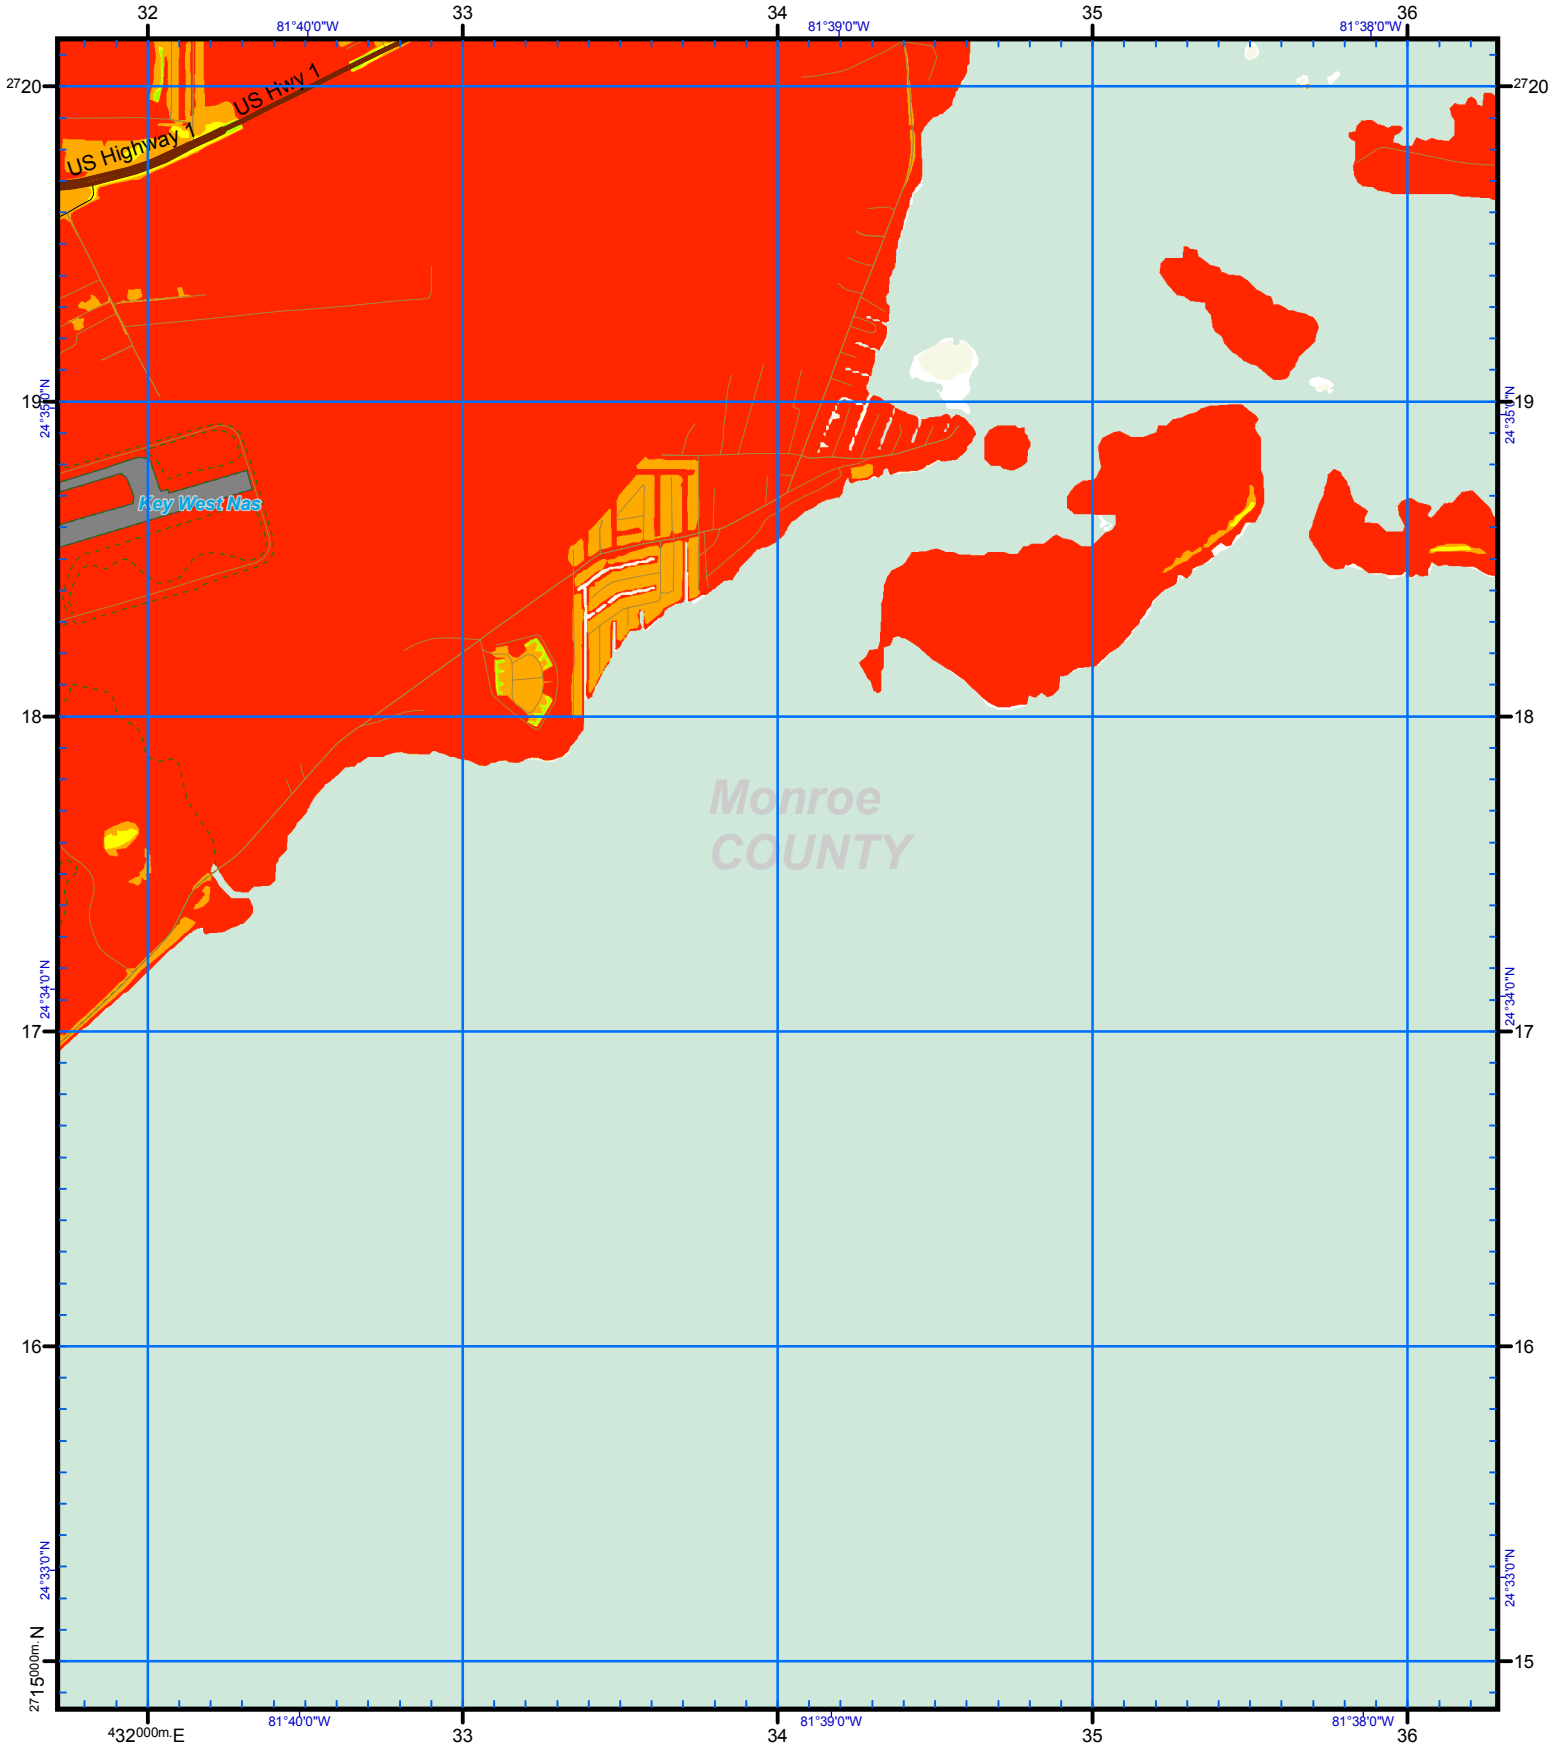 32 33 34 35 36
81°40'0"W 81°39'0"W 81°38'0"W
2720 2720
US Hwy 1
US Highway 1
19 19
24°35'0"N 24°35'0"N
Key West Nas
18 18
Monroe
COUNTY
24°34'0"N 24°34'0"N
17 17
16 16
24°33'0"N 24°33'0"N
2715000m. N 15
81°40'0"W 81°39'0"W 81°38'0"W
432000m. E 33 34 35 36